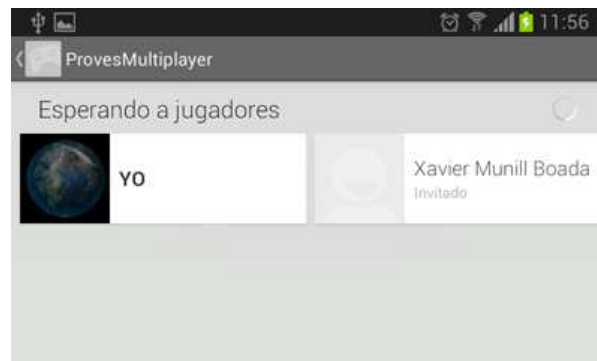 11:56
ProvesMultiplayer
Esperando a jugadores
YO
Xavier Munill Boada
Invitado